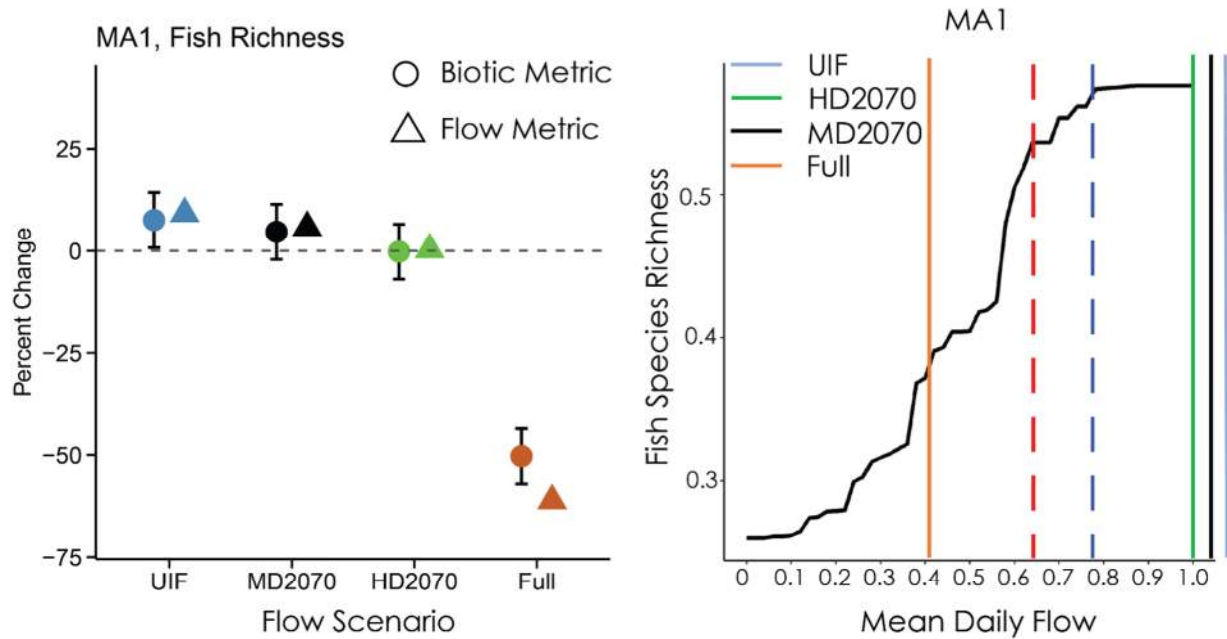 MA1, Fish Richness
Biotic Metric
Flow Metric
Percent Change
25
0
−25
−50
−75
UIF
MD2070
HD2070
Full
Flow Scenario
MA1
UIF
HD2070
MD2070
Full
Fish Species Richness
0.5
0.4
0.3
0
0.1
0.2
0.3
0.4
0.5
0.6
0.7
0.8
0.9
1.0
Mean Daily Flow